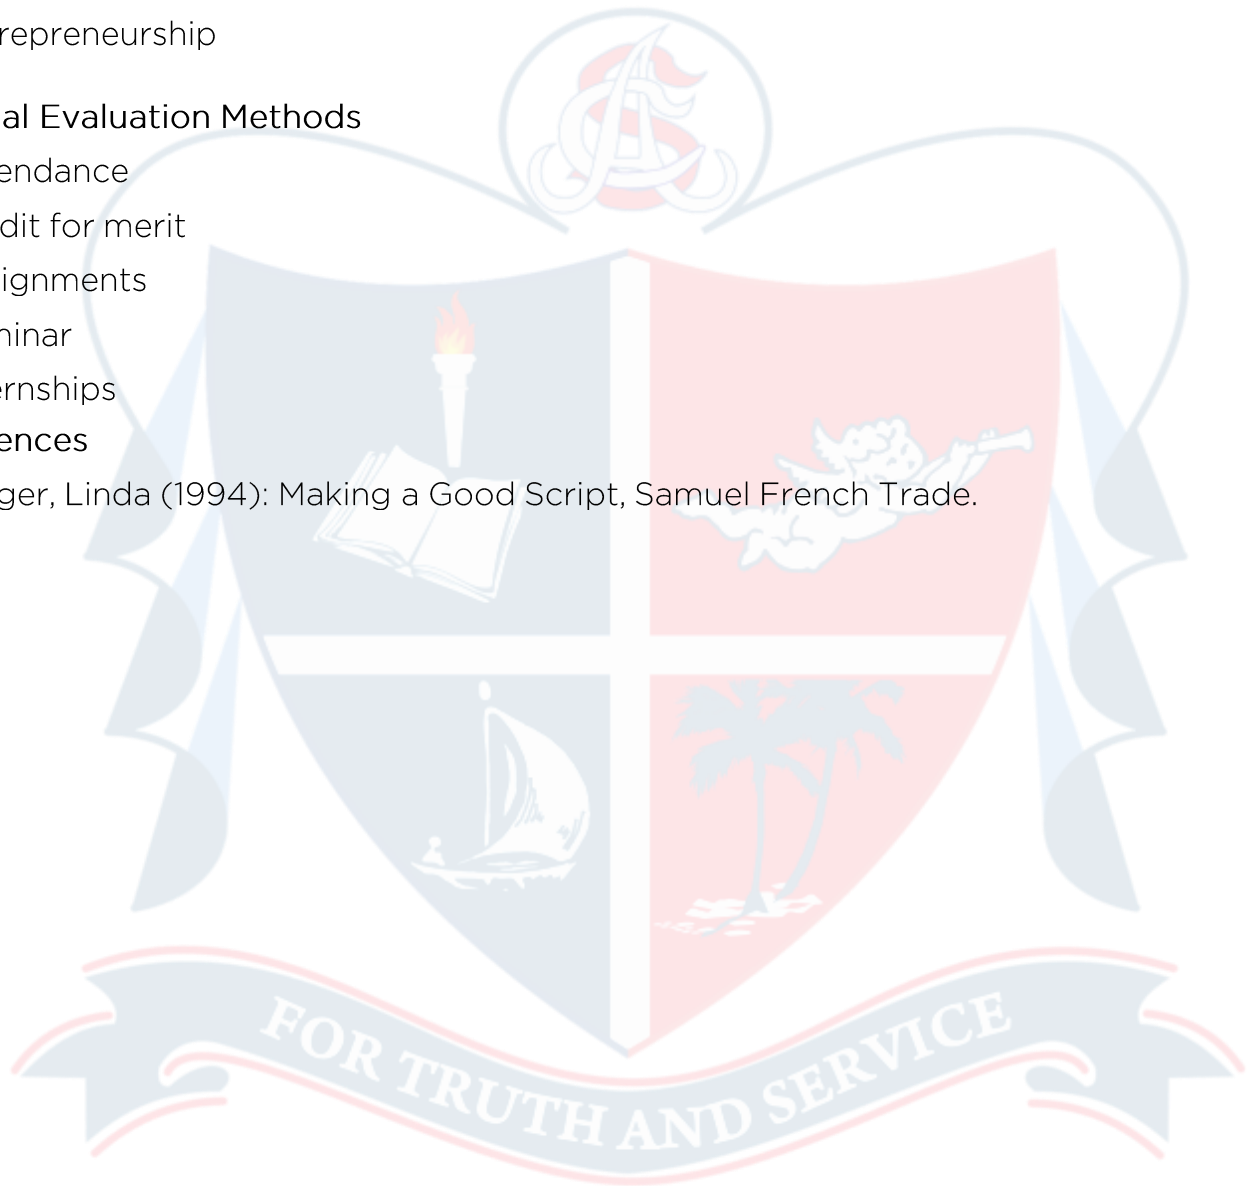 repreneurship
al Evaluation Methods
endance
dit for merit
ignments
inar
ernships
ences
ger, Linda (1994): Making a Good Script, Samuel French Trade.
FOR TRUTH AND SERVICE